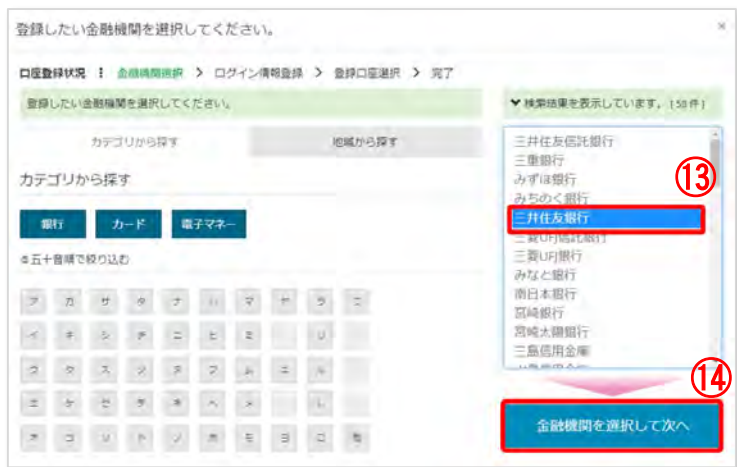 登録したい金融機関を選択してください。
×
口座登録状況 ⋮ 金融機関選択 > ログイン情報登録 > 登録口座選択 > 完了
登録したい金融機関を選択してください。
カテゴリから探す 地域から探す
カテゴリから探す
銀行 カード 電子マネー
五十音順で絞り込む
ア カ サ タ ナ ハ マ ヤ ラ ワ
イ キ シ チ ニ ヒ ミ リ
ウ ク ス ツ ヌ フ ム ユ ル
エ ケ セ テ ネ ヘ メ レ
オ コ ソ ト ノ ホ モ ヨ ロ
検索結果を表示しています。(50件)
三井住友信託銀行
三重銀行
みずほ銀行
みちのく銀行
⑬
三井住友銀行
三菱UFJ信託銀行
三菱UFJ銀行
みなと銀行
南日本銀行
宮崎銀行
宮崎太陽銀行
三島信用金庫
⑭
金融機関を選択して次へ